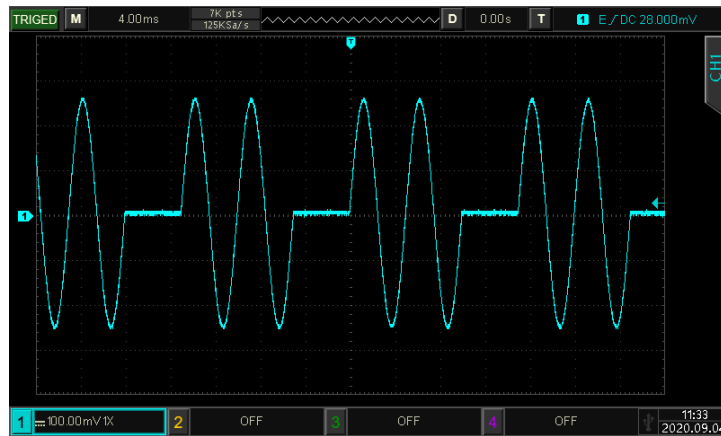 TRIGED M 4.00ms 7K pts D 0.00s T 1 E DC 28.000mV
125KSa/s
T
CH1
1
1 100.00mV 1X 2 OFF 3 OFF 4 OFF 11:33
2020.09.04